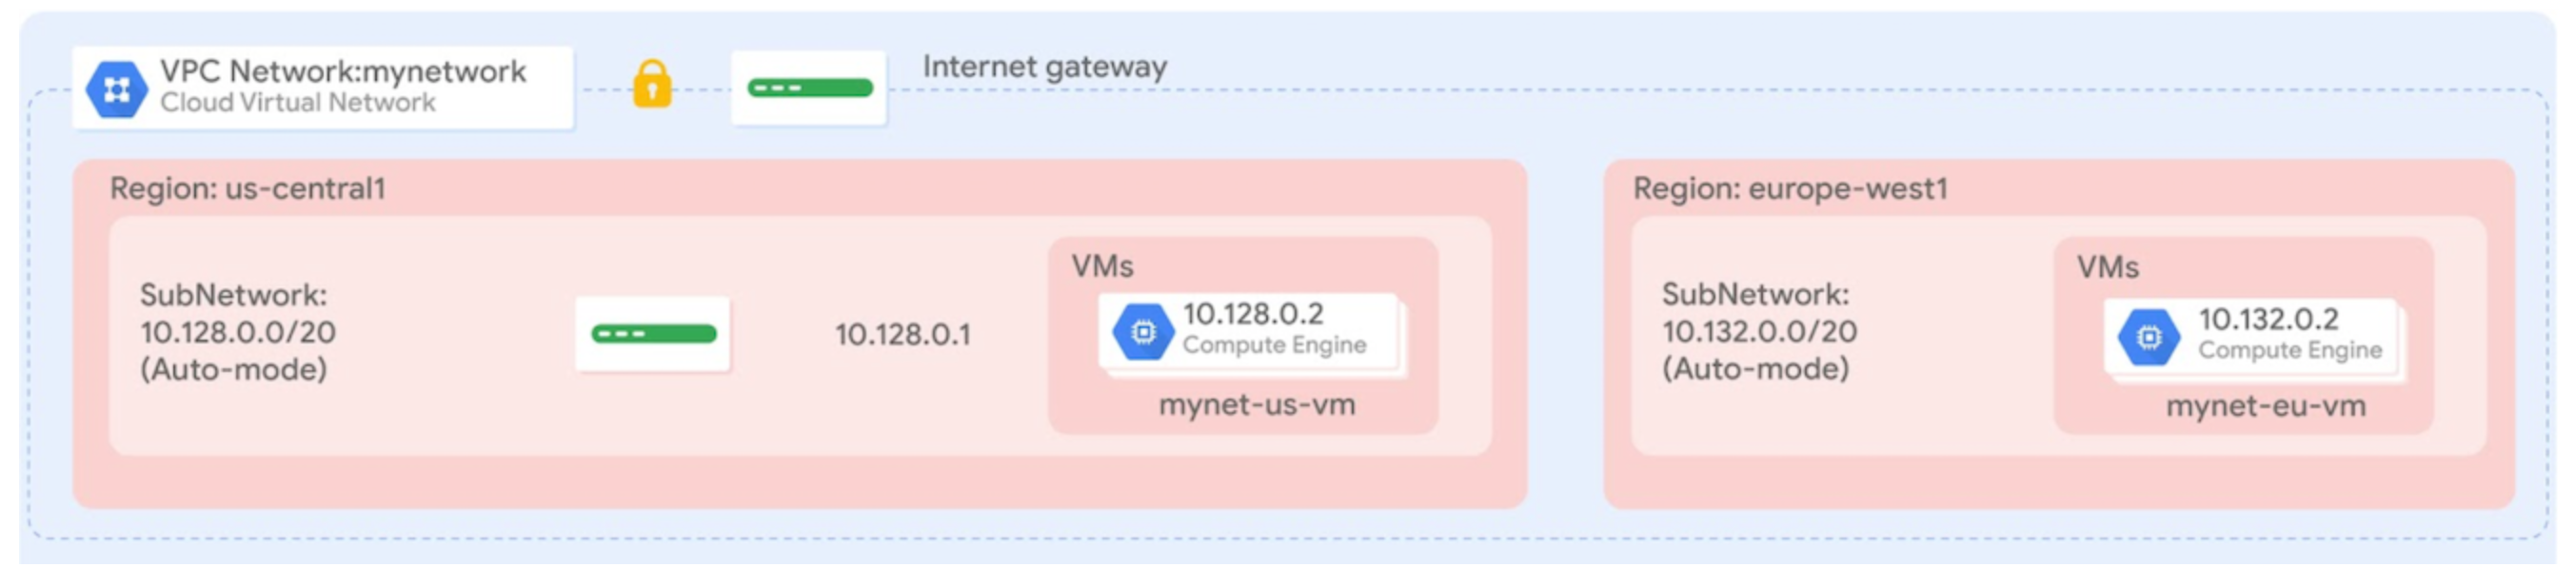 VPC Network:mynetwork
Cloud Virtual Network
Internet gateway
Region: us-central1
SubNetwork:
10.128.0.0/20
(Auto-mode)
10.128.0.1
VMs
10.128.0.2
Compute Engine
mynet-us-vm
Region: europe-west1
SubNetwork:
10.132.0.0/20
(Auto-mode)
VMs
10.132.0.2
Compute Engine
mynet-eu-vm